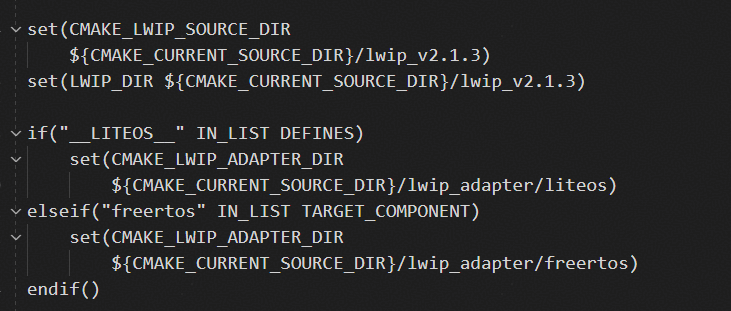 set(CMAKE_LWIP_SOURCE_DIR
${CMAKE_CURRENT_SOURCE_DIR}/lwip_v2.1.3)
set(LWIP_DIR ${CMAKE_CURRENT_SOURCE_DIR}/lwip_v2.1.3)
if("__LITEOS__" IN_LIST DEFINES)
set(CMAKE_LWIP_ADAPTER_DIR
${CMAKE_CURRENT_SOURCE_DIR}/lwip_adapter/liteos)
elseif("freertos" IN_LIST TARGET_COMPONENT)
set(CMAKE_LWIP_ADAPTER_DIR
${CMAKE_CURRENT_SOURCE_DIR}/lwip_adapter/freertos)
endif()